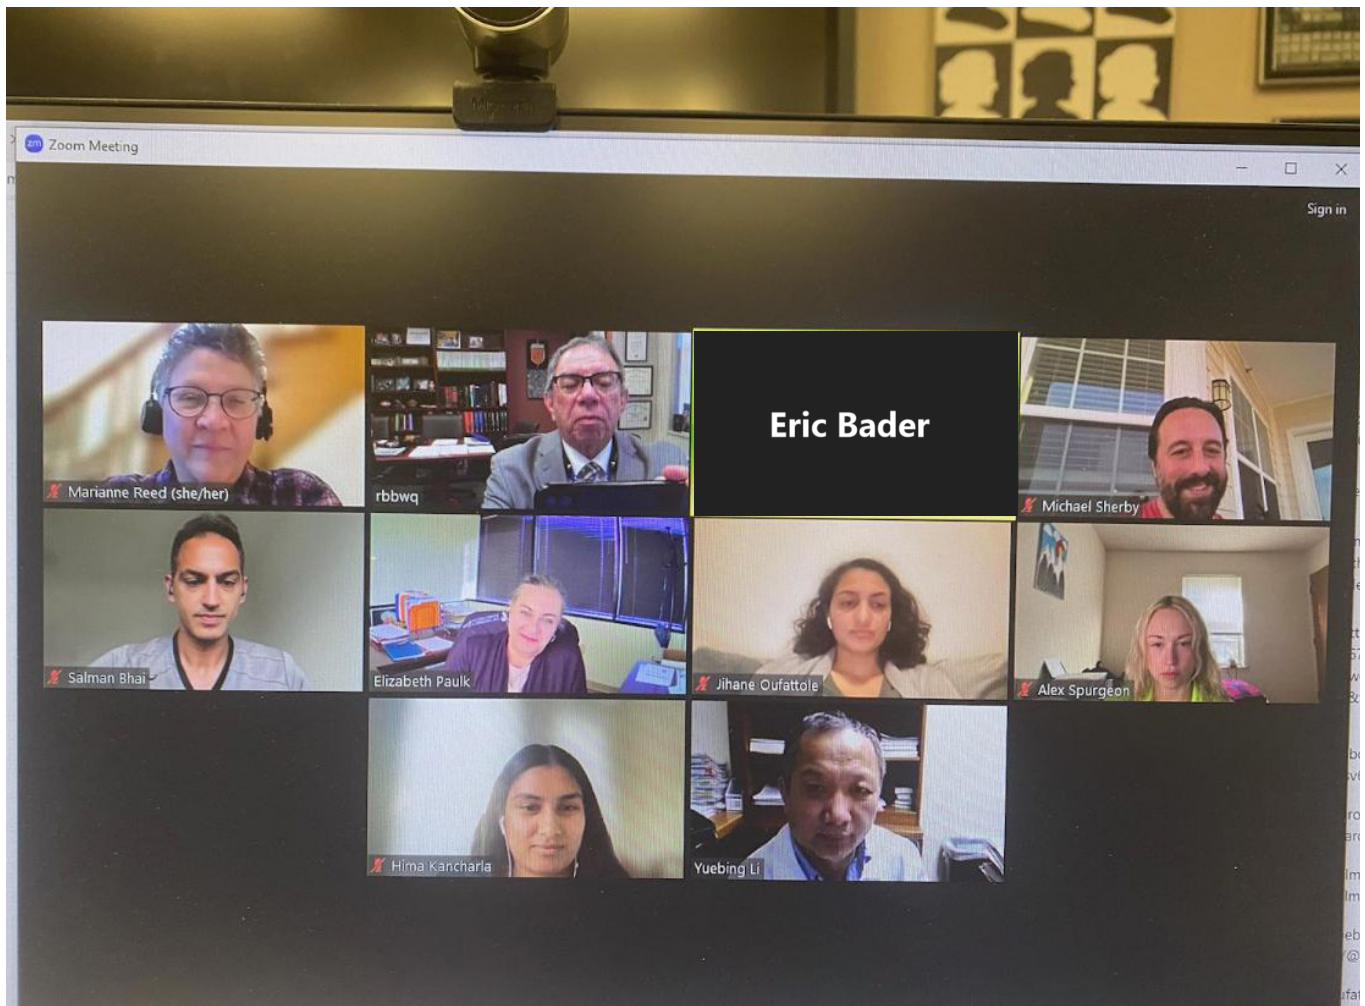 zm Zoom Meeting
Sign in
Marianne Reed (she/her)
rbbwq
Eric Bader
Michael Sherby
Salman Bhai
Elizabeth Paulk
Jihane Oufattole
Alex Spurgeon
Hima Kancharla
Yuebing Li